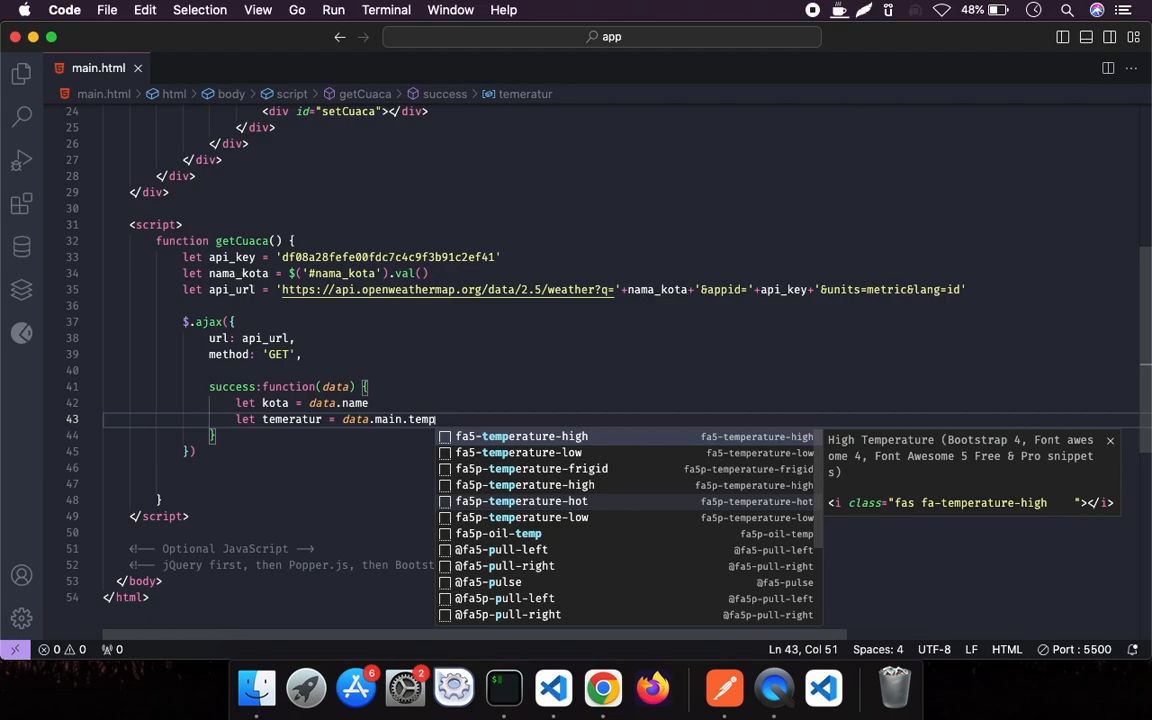 Code File Edit Selection View Go Run Terminal Window Help 48%
app
main.html
main.html > html > body > script > getCuaca > success > temeratur
24 <div id="setCuaca"></div>
25 </div>
26 </div>
27 </div>
28 </div>
29 </div>
30
31 <script>
32 function getCuaca() {
33 let api_key = 'df08a28fefe00fdc7c4c9f3b91c2ef41'
34 let nama_kota = $('#nama_kota').val()
35 let api_url = 'https://api.openweathermap.org/data/2.5/weather?q='+nama_kota+'&appid='+api_key+'&units=metric&lang=id'
36
37 $.ajax({
38 url: api_url,
39 method: 'GET',
40
41 success:function(data) {
42 let kota = data.name
43 let temeratur = data.main.temp
44 }
45 })
46
47
48 }
49 </script>
50
51 <!-- Optional JavaScript -->
52 <!-- jQuery first, then Popper.js, then Bootst
53 </body>
54 </html>
fa5-temperature-high fa5-temperature-high
fa5-temperature-low fa5-temperature-low
fa5p-temperature-frigid fa5p-temperature-frigid
fa5p-temperature-high fa5p-temperature-high
fa5p-temperature-hot fa5p-temperature-hot
fa5p-temperature-low fa5p-temperature-low
fa5p-oil-temp fa5p-oil-temp
@fa5-pull-left @fa5-pull-left
@fa5-pull-right @fa5-pull-right
@fa5-pulse @fa5-pulse
@fa5p-pull-left @fa5p-pull-left
@fa5p-pull-right @fa5p-pull-right
High Temperature (Bootstrap 4, Font awes
ome 4, Font Awesome 5 Free & Pro snippet
s)
<i class="fas fa-temperature-high "></i>
0 0 0 Ln 43, Col 51 Spaces: 4 UTF-8 LF HTML Port : 5500
6 2